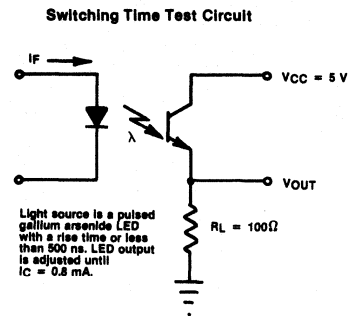 Switching Time Test Circuit
IF
VCC = 5 V
λ
VOUT
Light source is a pulsed
gallium arsenide LED
with a rise time or less
than 500 ns. LED output
is adjusted until
IC = 0.8 mA.
RL = 100Ω